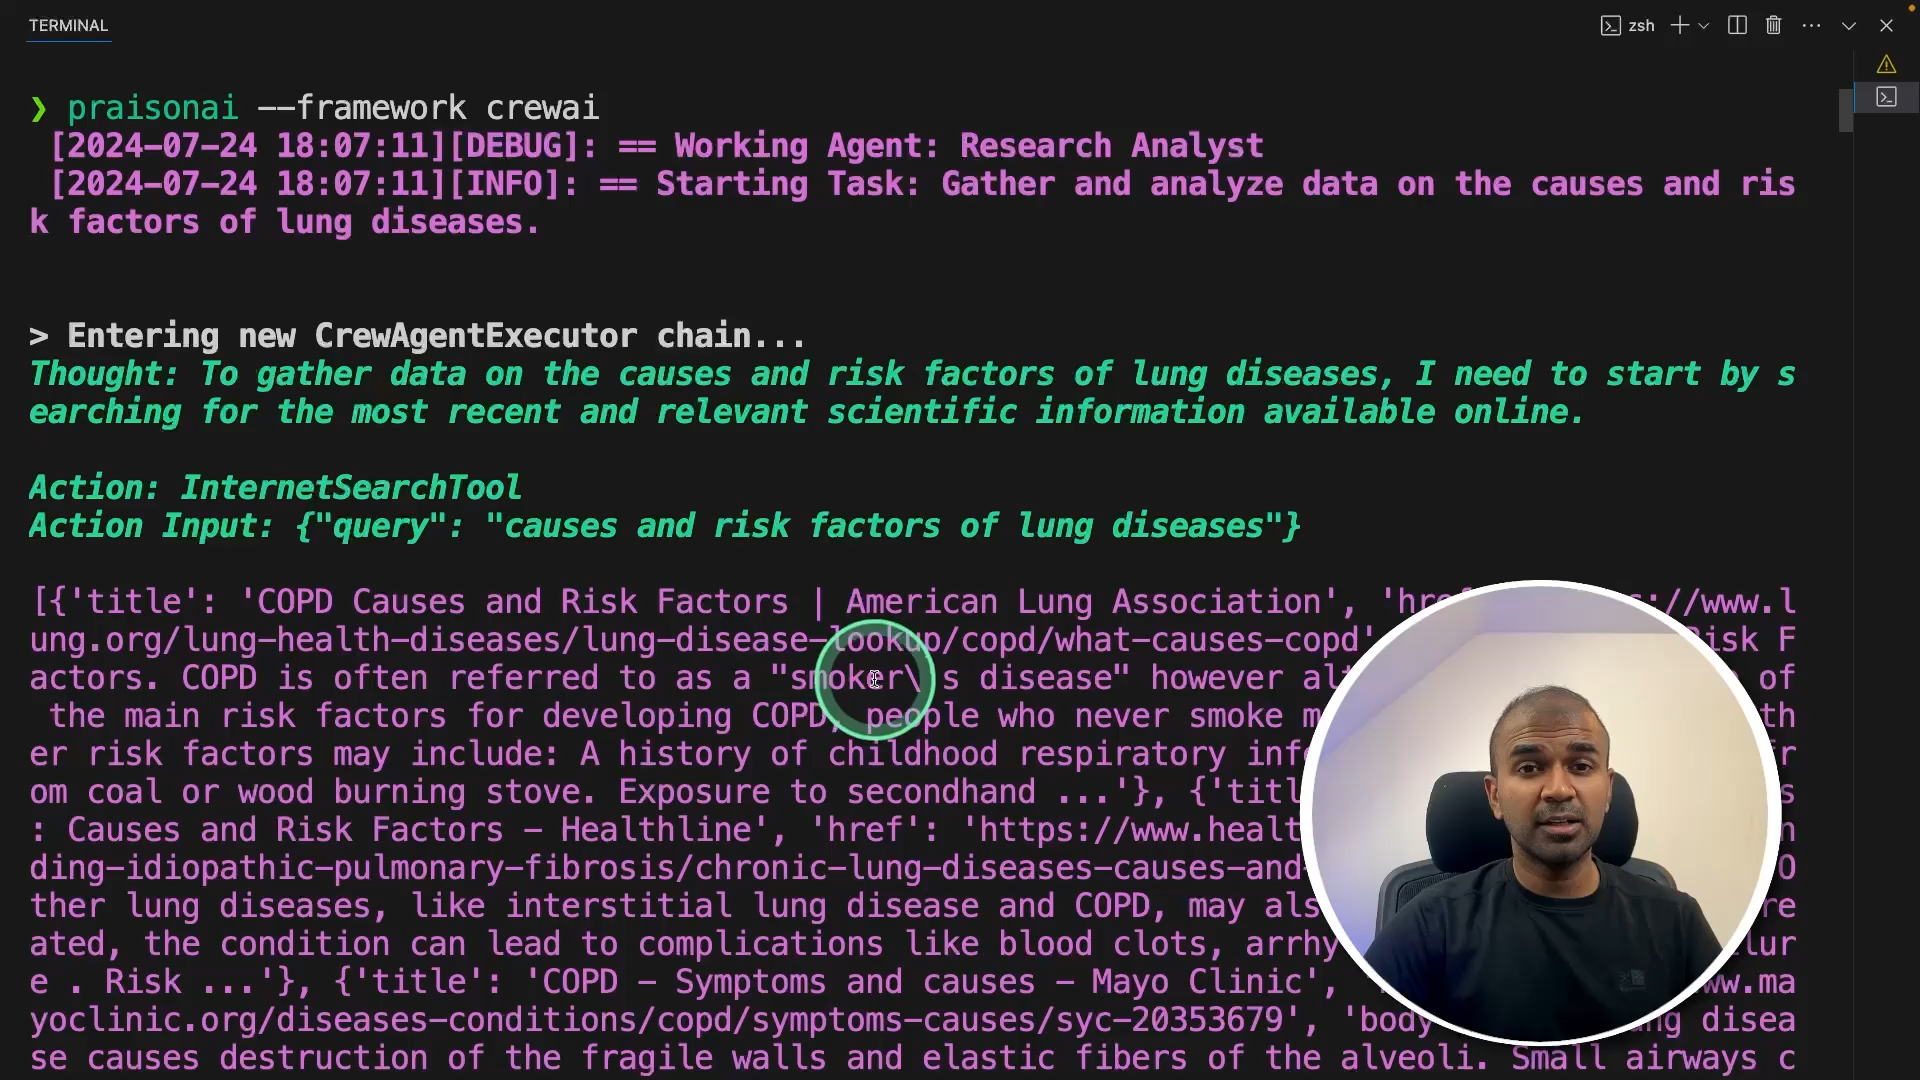 TERMINAL
zsh
❯ praisonai --framework crewai
[2024-07-24 18:07:11][DEBUG]: == Working Agent: Research Analyst
[2024-07-24 18:07:11][INFO]: == Starting Task: Gather and analyze data on the causes and ris
k factors of lung diseases.
> Entering new CrewAgentExecutor chain...
Thought: To gather data on the causes and risk factors of lung diseases, I need to start by s
earching for the most recent and relevant scientific information available online.
Action: InternetSearchTool
Action Input: {"query": "causes and risk factors of lung diseases"}
[{'title': 'COPD Causes and Risk Factors | American Lung Association', 'href ://www.l
ung.org/lung-health-diseases/lung-disease-lookup/copd/what-causes-copd' Risk F
actors. COPD is often referred to as a "smoker\ s disease" however of
the main risk factors for developing COPD, people who never smoke th
er risk factors may include: A history of childhood respiratory
om coal or wood burning stove. Exposure to secondhand ...'}, {'titl s
: Causes and Risk Factors – Healthline', 'href': 'https://www.healt n
ding-idiopathic-pulmonary-fibrosis/chronic-lung-diseases-causes-and- O
ther lung diseases, like interstitial lung disease and COPD, may re
ated, the condition can lead to complications like blood clots, lur
e . Risk ...'}, {'title': 'COPD – Symptoms and causes – Mayo Clinic', ww.ma
yoclinic.org/diseases-conditions/copd/symptoms-causes/syc-20353679', 'body ng disea
se causes destruction of the fragile walls and elastic fibers of the alveoli. Small airways c